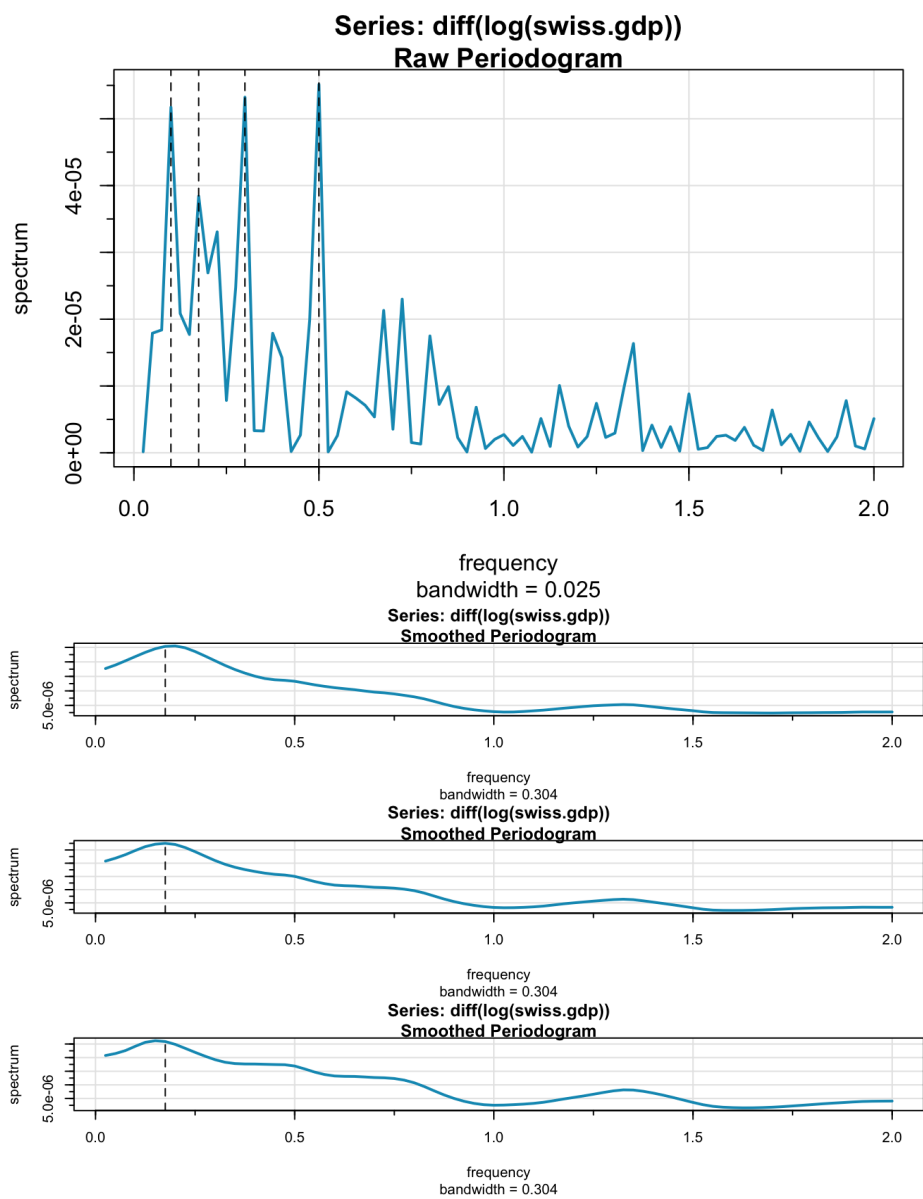 Series: diff(log(swiss.gdp))
Raw Periodogram
spectrum
4e-05
2e-05
0e+00
0.0 0.5 1.0 1.5 2.0
frequency
bandwidth = 0.025
Series: diff(log(swiss.gdp))
Smoothed Periodogram
spectrum
5.0e-06
0.0 0.5 1.0 1.5 2.0
frequency
bandwidth = 0.304
Series: diff(log(swiss.gdp))
Smoothed Periodogram
spectrum
5.0e-06
0.0 0.5 1.0 1.5 2.0
frequency
bandwidth = 0.304
Series: diff(log(swiss.gdp))
Smoothed Periodogram
spectrum
5.0e-06
0.0 0.5 1.0 1.5 2.0
frequency
bandwidth = 0.304